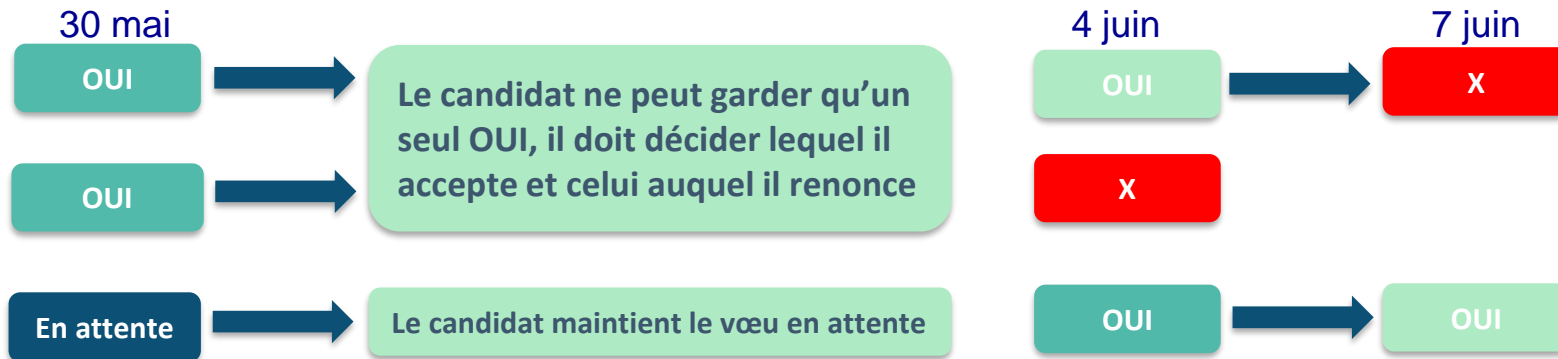 30 mai
4 juin
7 juin
OUI
Le candidat ne peut garder qu’un
seul OUI, il doit décider lequel il
accepte et celui auquel il renonce
OUI
X
OUI
X
En attente
Le candidat maintient le vœu en attente
OUI
OUI